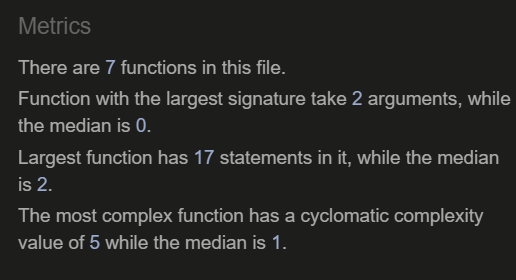 Metrics
There are 7 functions in this file.
Function with the largest signature take 2 arguments, while
the median is 0.
Largest function has 17 statements in it, while the median
is 2.
The most complex function has a cyclomatic complexity
value of 5 while the median is 1.